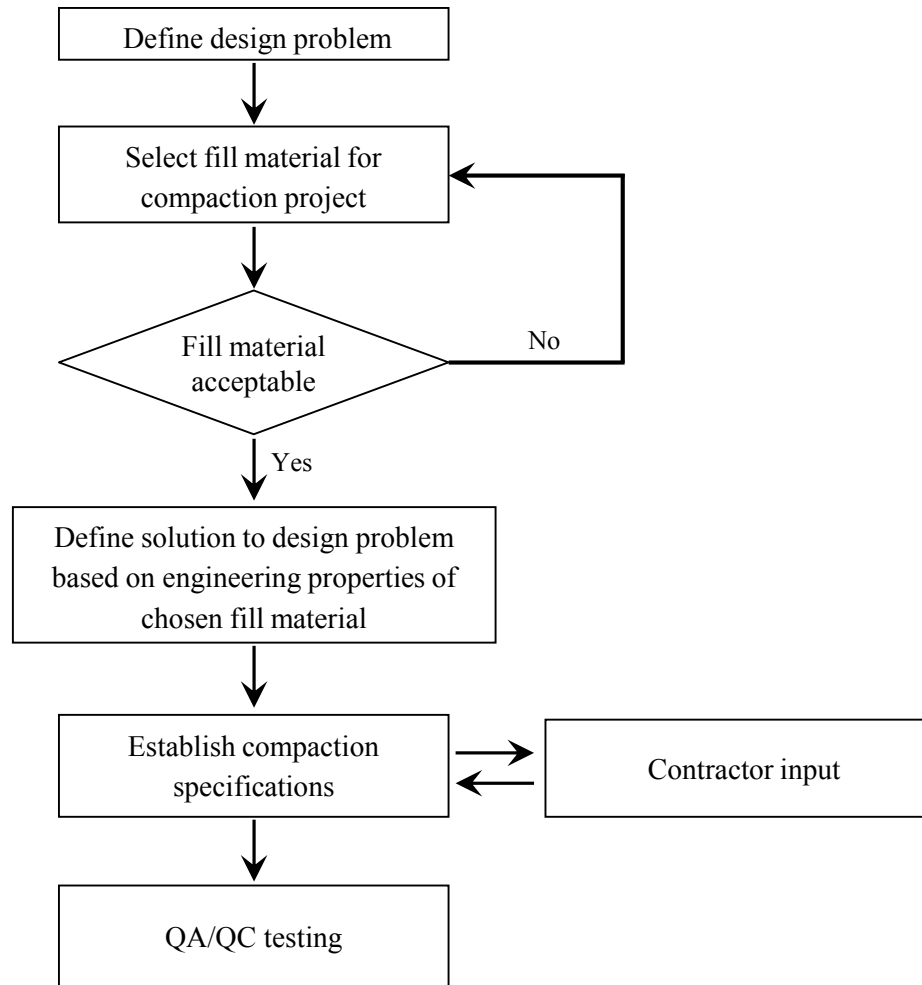 Define design problem
Select fill material for
compaction project
Fill material
acceptable
No
Yes
Define solution to design problem
based on engineering properties of
chosen fill material
Establish compaction
specifications
Contractor input
QA/QC testing